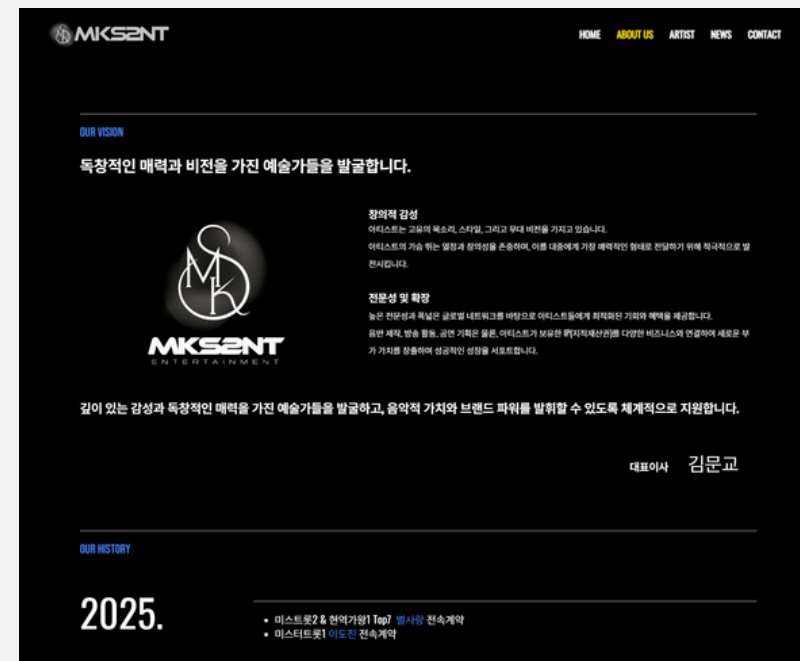 MKS2NT
HOME ABOUT US ARTIST NEWS CONTACT
OUR VISION
독창적인 매력과 비전을 가진 예술가들을 발굴합니다.
창의적 감성
아티스트는 고유의 목소리, 스타일, 그리고 무대 비전을 가지고 있습니다.
아티스트의 가슴 뛰는 열정과 창의성을 존중하며, 이를 대중에게 가장 매력적인 형태로 전달하기 위해 적극적으로 발
전시킵니다.
전문성 및 확장
높은 전문성과 폭넓은 글로벌 네트워크를 바탕으로 아티스트들에게 최적화된 기회와 혜택을 제공합니다.
음반 제작, 방송 활동, 공연 기획은 물론, 아티스트가 보유한 IP(지적재산권)를 다양한 비즈니스와 연결하여 새로운 부
가 가치를 창출하며 성공적인 성장을 서포트합니다.
MKS
MKS2NT
ENTERTAINMENT
깊이 있는 감성과 독창적인 매력을 가진 예술가들을 발굴하고, 음악적 가치와 브랜드 파워를 발휘할 수 있도록 체계적으로 지원합니다.
대표이사 김문교
OUR HISTORY
2025.
미스트롯2 & 현역가왕1 Top7 별사랑 전속계약
미스터트롯1 이도진 전속계약